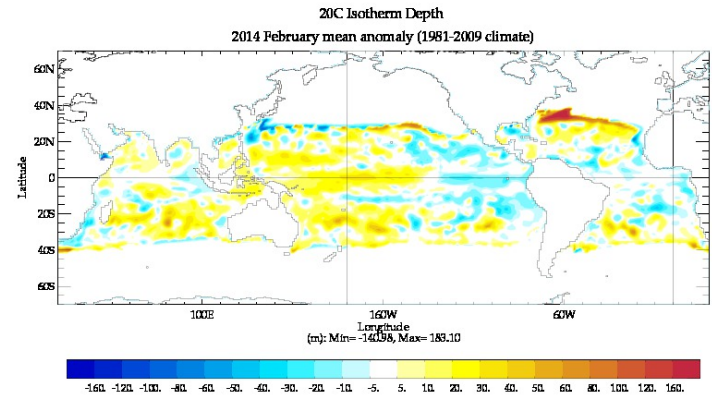 20C Isotherm Depth
2014 February mean anomaly (1981-2009 climate)
60N
40N
20N
0
20S
40S
60S
Latitude
100E
160W
60W
Longitude
(m): Min= -140.98, Max= 183.10
-160. -120. -100. -80. -60. -50. -40. -30. -20. -10. -5. 5. 10. 20. 30. 40. 50. 60. 80. 100. 120. 160.